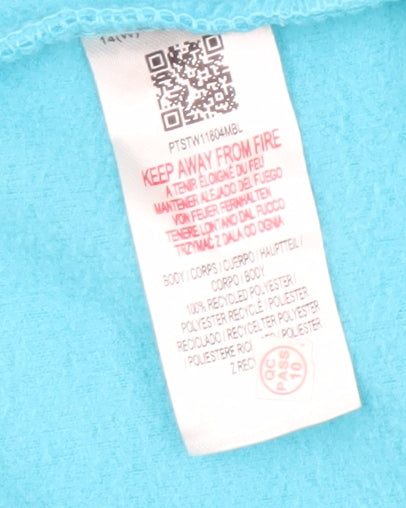 14(W)
PTSTW11604MBL
KEEP AWAY FROM FIRE
A TENIR ÉLOIGNÉ DU FEU
MANTENER ALEJADO DEL FUEGO
VON FEUER FERNHALTEN
TENERE LONTANO DAL FUOCO
TRZYMAĆ Z DALA OD OGNIA
BODY / CORPS / CUERPO / HAUPTTEIL /
CORPO / BODY
100% RECYCLED POLYESTER /
POLYESTER RECYCLÉ / POLIÉSTER
RECICLADO / RECYCELTER POLYESTER
/ POLIESTERE RICI
Z RECY
QC
PASS
10